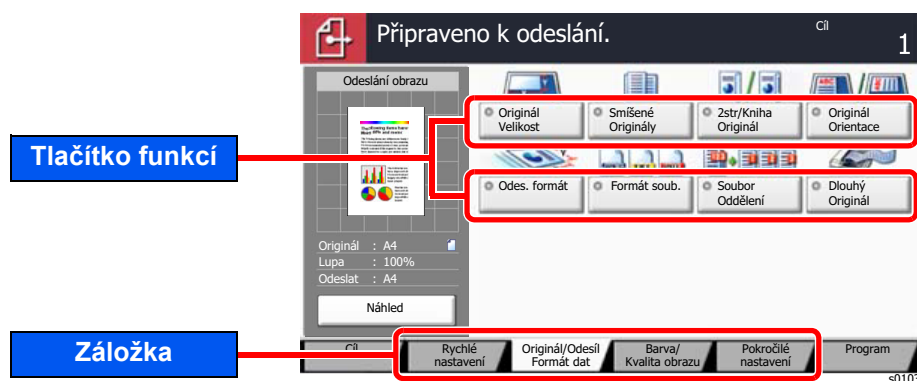 Připraveno k odeslání.
Cíl
1
Odeslání obrazu
Tlačítko funkcí
Originál
Velikost
Smíšené
Originály
2str/Kniha
Originál
Originál
Orientace
Odes. formát
Formát soub.
Soubor
Oddělení
Dlouhý
Originál
Originál : A4
Lupa : 100%
Odeslat : A4
Náhled
Záložka
Cíl
Rychlé
nastavení
Originál/Odesíl
Formát dat
Barva/
Kvalita obrazu
Pokročilé
nastavení
Program